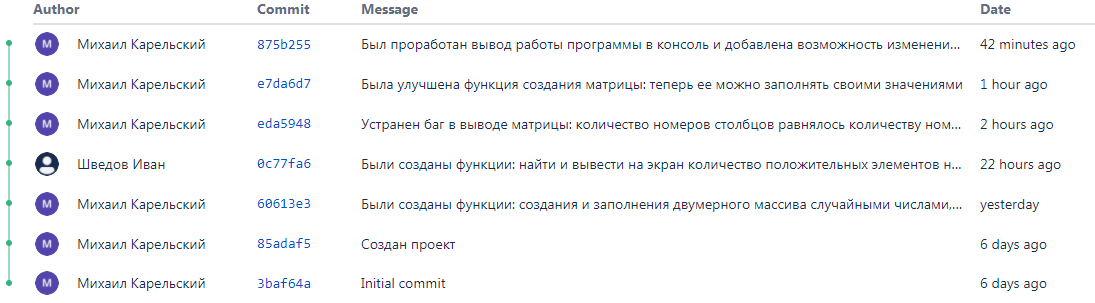 Author Commit Message Date
M Михаил Карельский 875b255 Был проработан вывод работы программы в консоль и добавлена возможность изменени... 42 minutes ago
M Михаил Карельский e7da6d7 Была улучшена функция создания матрицы: теперь ее можно заполнять своими значениями 1 hour ago
M Михаил Карельский eda5948 Устранен баг в выводе матрицы: количество номеров столбцов равнялось количеству ном... 2 hours ago
Шведов Иван 0c77fa6 Были созданы функции: найти и вывести на экран количество положительных элементов н... 22 hours ago
M Михаил Карельский 60613e3 Были созданы функции: создания и заполнения двумерного массива случайными числами,... yesterday
M Михаил Карельский 85adaf5 Создан проект 6 days ago
M Михаил Карельский 3baf64a Initial commit 6 days ago